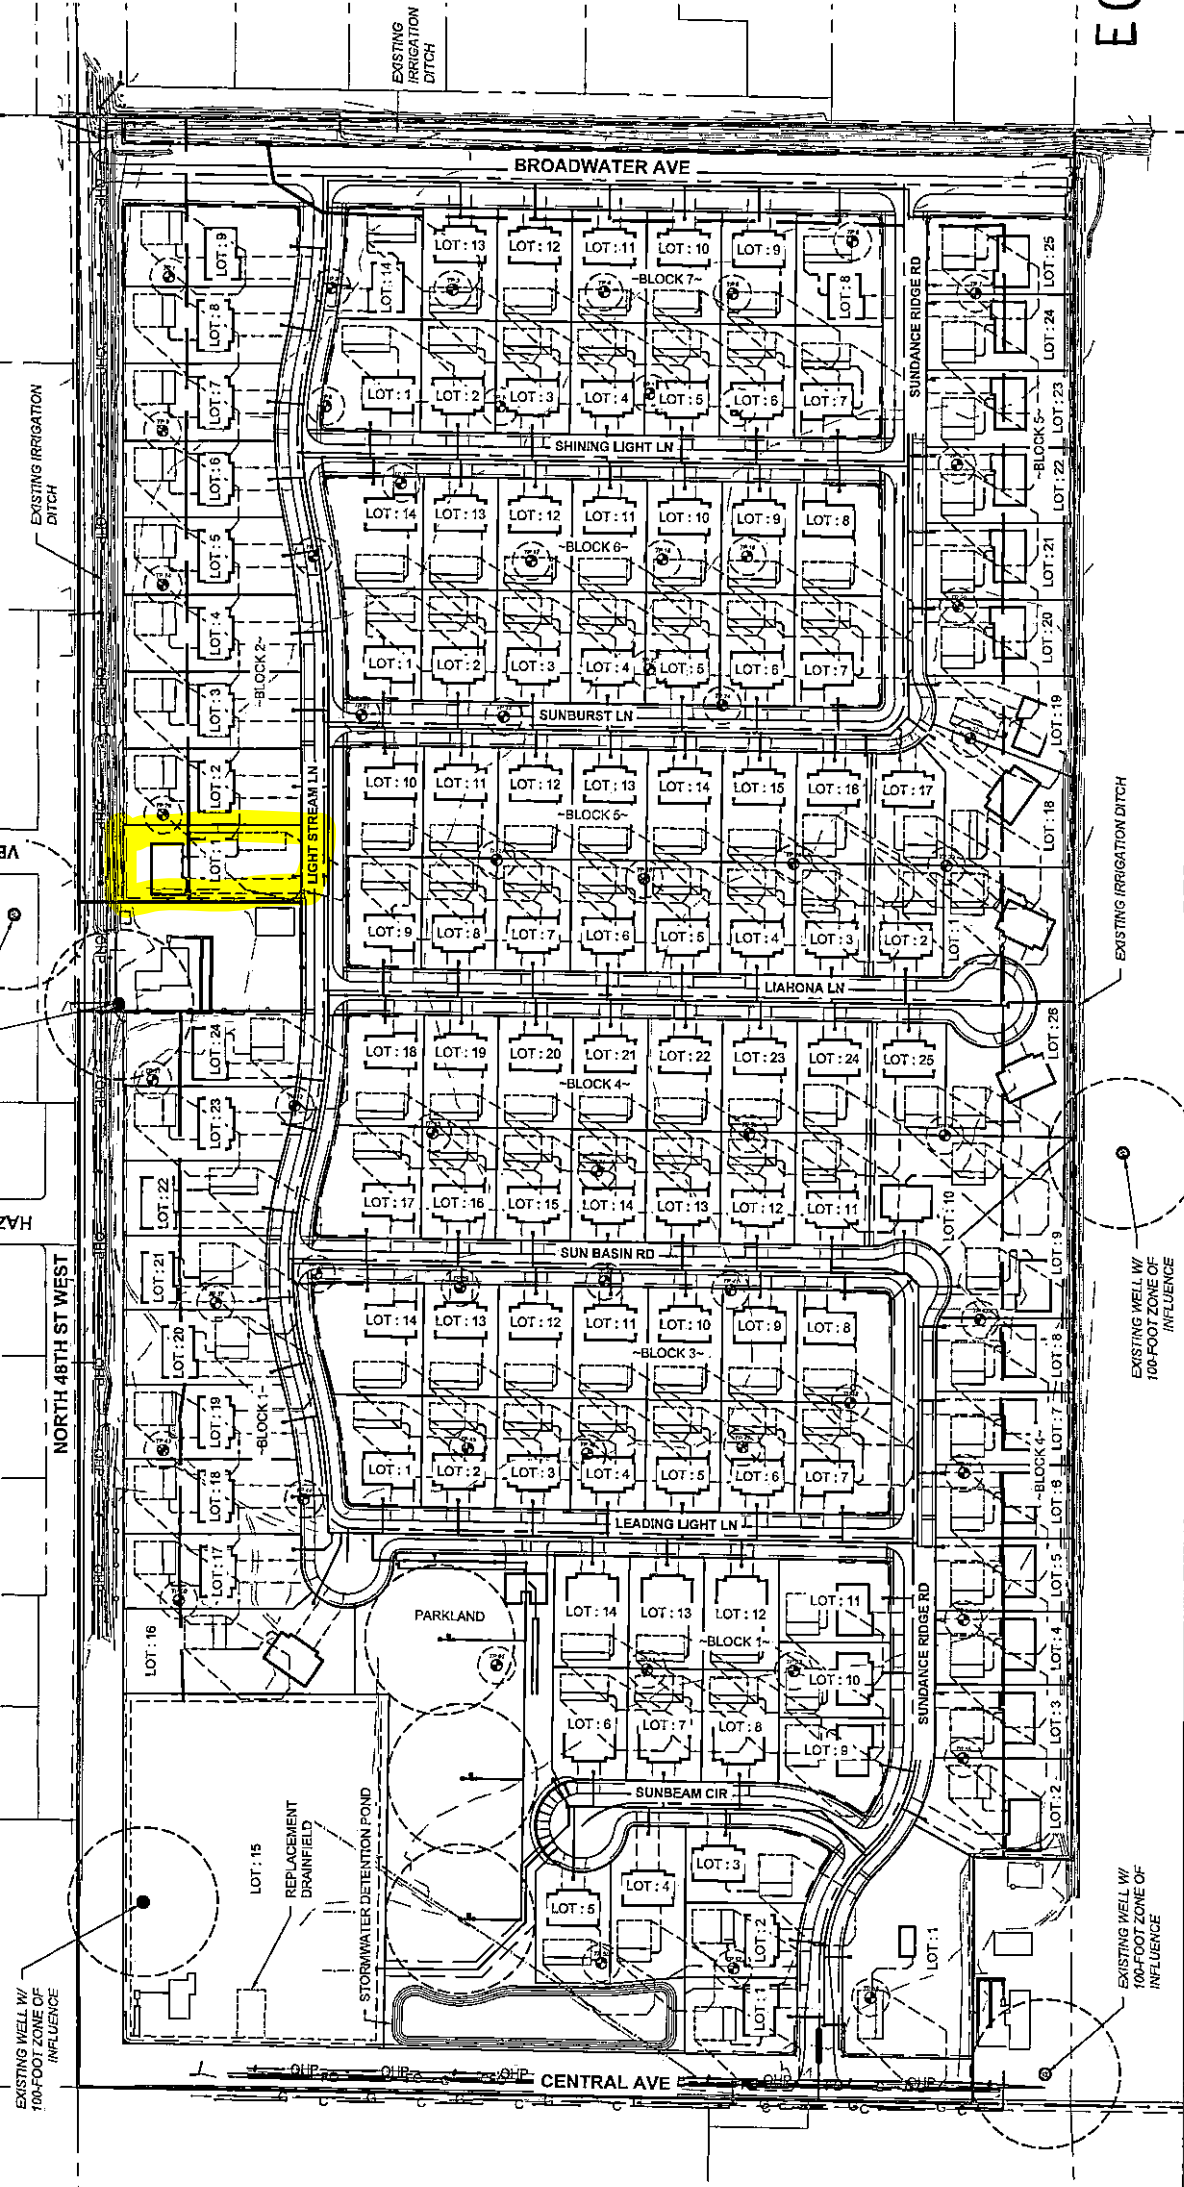 EXISTING
IRRIGATION
DITCH
BROADWATER AVE
LOT:9
LOT:8
LOT:7
LOT:6
LOT:5
LOT:4
LOT:3
LOT:2
LOT:1
~BLOCK 2~
LIGHT STREAM LN
EXISTING IRRIGATION
DITCH
LOT:14
LOT:13
LOT:12
LOT:11
LOT:10
LOT:9
LOT:8
~BLOCK 7~
LOT:1
LOT:2
LOT:3
LOT:4
LOT:5
LOT:6
LOT:7
SUNDANCE RIDGE RD
LOT:25
LOT:24
LOT:23
LOT:22
LOT:21
LOT:20
LOT:19
LOT:18
~BLOCK 5~
SHINING LIGHT LN
LOT:14
LOT:13
LOT:12
LOT:11
LOT:10
LOT:9
LOT:8
~BLOCK 6~
LOT:1
LOT:2
LOT:3
LOT:4
LOT:5
LOT:6
LOT:7
SUNBURST LN
LOT:10
LOT:11
LOT:12
LOT:13
LOT:14
LOT:15
LOT:16
LOT:17
~BLOCK 5~
LOT:9
LOT:8
LOT:7
LOT:6
LOT:5
LOT:4
LOT:3
LOT:2
LOT:1
EXISTING IRRIGATION DITCH
LIAHONA LN
LOT:18
LOT:19
LOT:20
LOT:21
LOT:22
LOT:23
LOT:24
LOT:25
LOT:26
~BLOCK 4~
LOT:17
LOT:16
LOT:15
LOT:14
LOT:13
LOT:12
LOT:11
LOT:10
LOT:9
SUN BASIN RD
LOT:24
LOT:23
LOT:22
LOT:21
LOT:20
LOT:19
LOT:18
LOT:17
LOT:16
~BLOCK 1~
NORTH 48TH ST WEST
LOT:14
LOT:13
LOT:12
LOT:11
LOT:10
LOT:9
LOT:8
~BLOCK 3~
LOT:1
LOT:2
LOT:3
LOT:4
LOT:5
LOT:6
LOT:7
LEADING LIGHT LN
LOT:8
LOT:7
LOT:6
LOT:5
LOT:4
LOT:3
LOT:2
~BLOCK 4~
EXISTING WELL W/
100-FOOT ZONE OF
INFLUENCE
PARKLAND
LOT:14
LOT:13
LOT:12
LOT:11
~BLOCK 1~
LOT:10
LOT:6
LOT:7
LOT:8
LOT:9
SUNDANCE RIDGE RD
SUNBEAM CIR
LOT:3
LOT:4
LOT:5
LOT:2
LOT:1
LOT:1
LOT:15
REPLACEMENT
DRAINFIELD
STORMWATER DETENTION POND
EXISTING WELL W/
100-FOOT ZONE OF
INFLUENCE
EXISTING WELL W/
100-FOOT ZONE OF
INFLUENCE
OHP
OHP
OHP
CENTRAL AVE
OHP
OHP